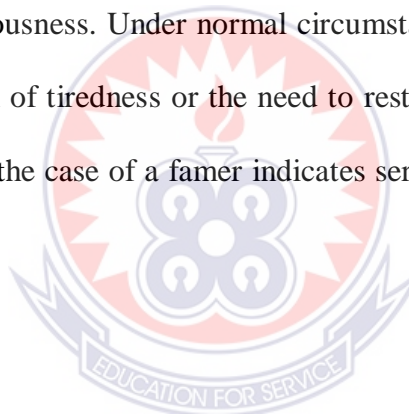 ousness. Under normal circumsta
of tiredness or the need to rest
the case of a famer indicates ser
EDUCATION FOR SERVICE